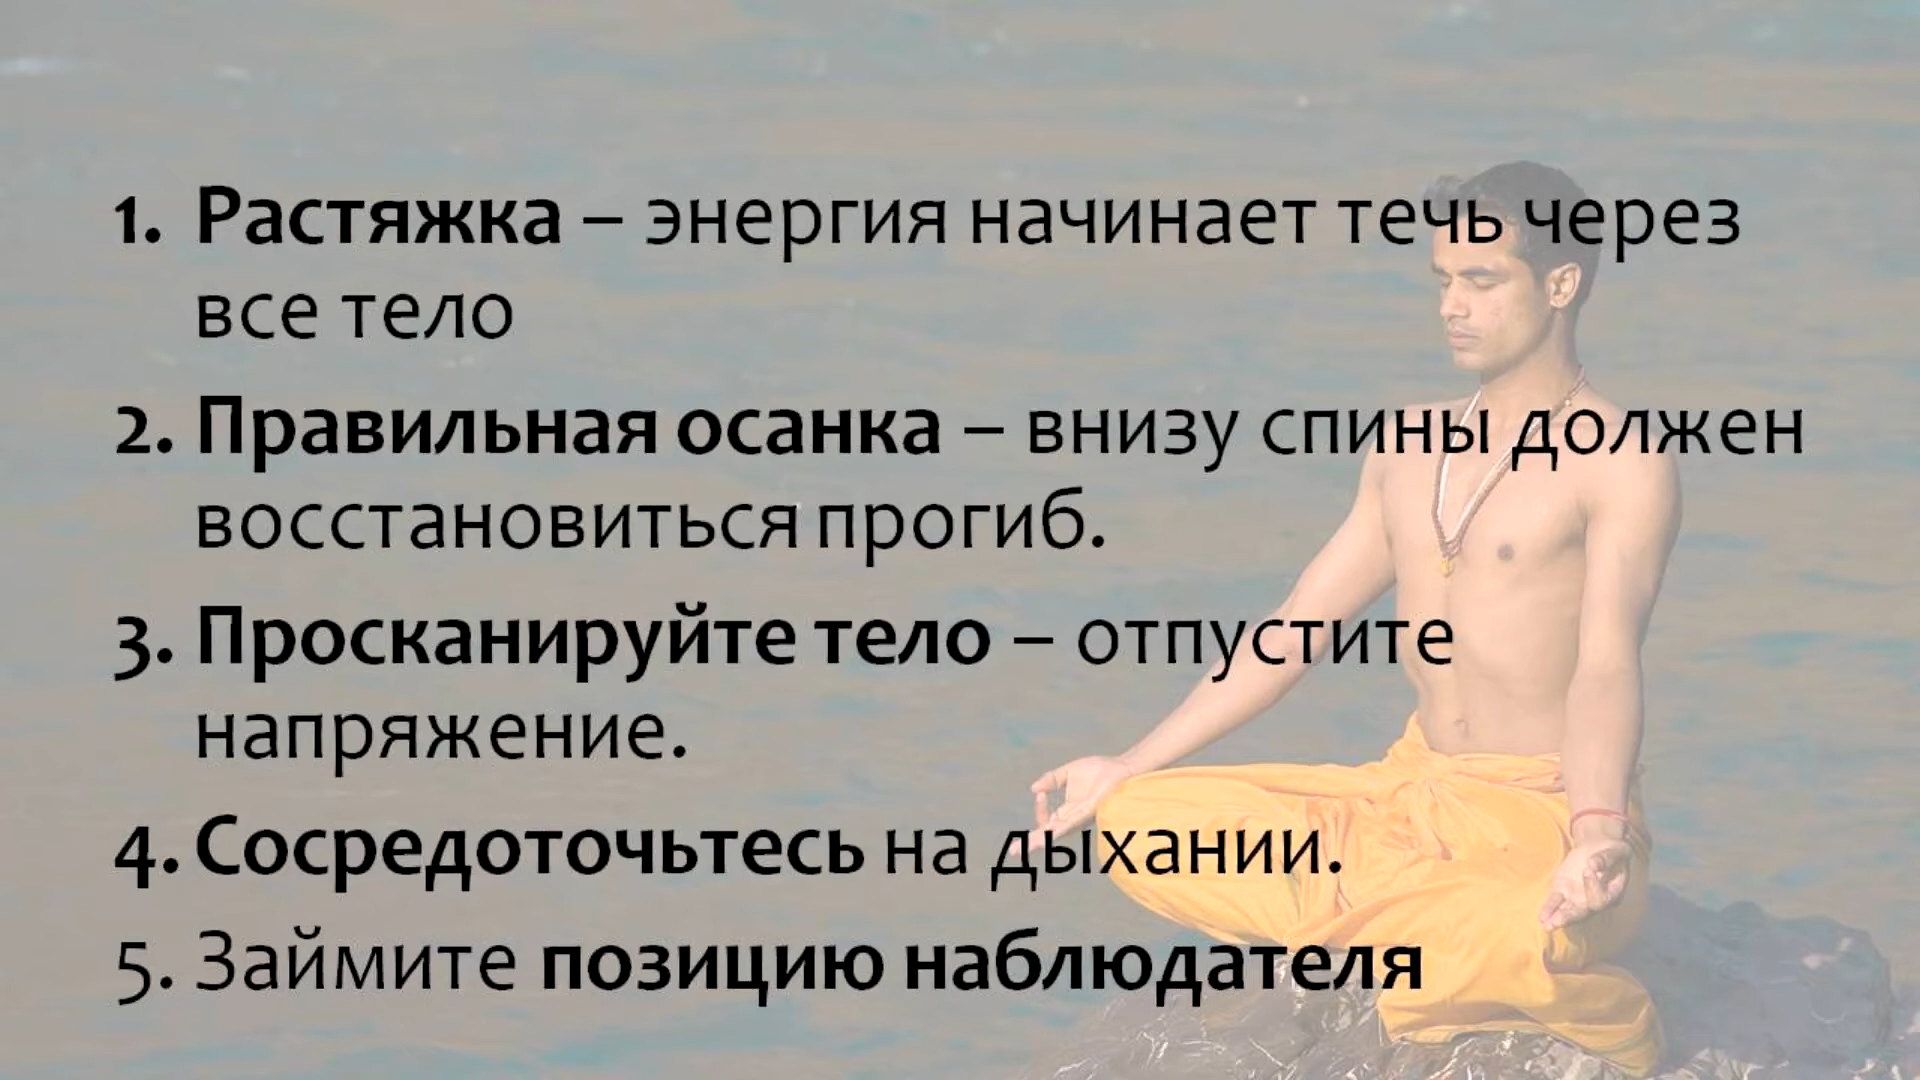 1. Растяжка – энергия начинает течь через
все тело
2. Правильная осанка – внизу спины должен
восстановиться прогиб.
3. Просканируйте тело – отпустите
напряжение.
4. Сосредоточьтесь на дыхании.
5. Займите позицию наблюдателя